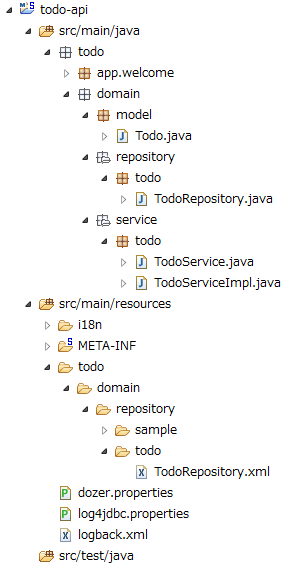 todo-api
src/main/java
todo
app.welcome
domain
model
Todo.java
repository
todo
TodoRepository.java
service
todo
TodoService.java
TodoServiceImpl.java
src/main/resources
i18n
META-INF
todo
domain
repository
sample
todo
TodoRepository.xml
dozer.properties
log4jdbc.properties
logback.xml
src/test/java